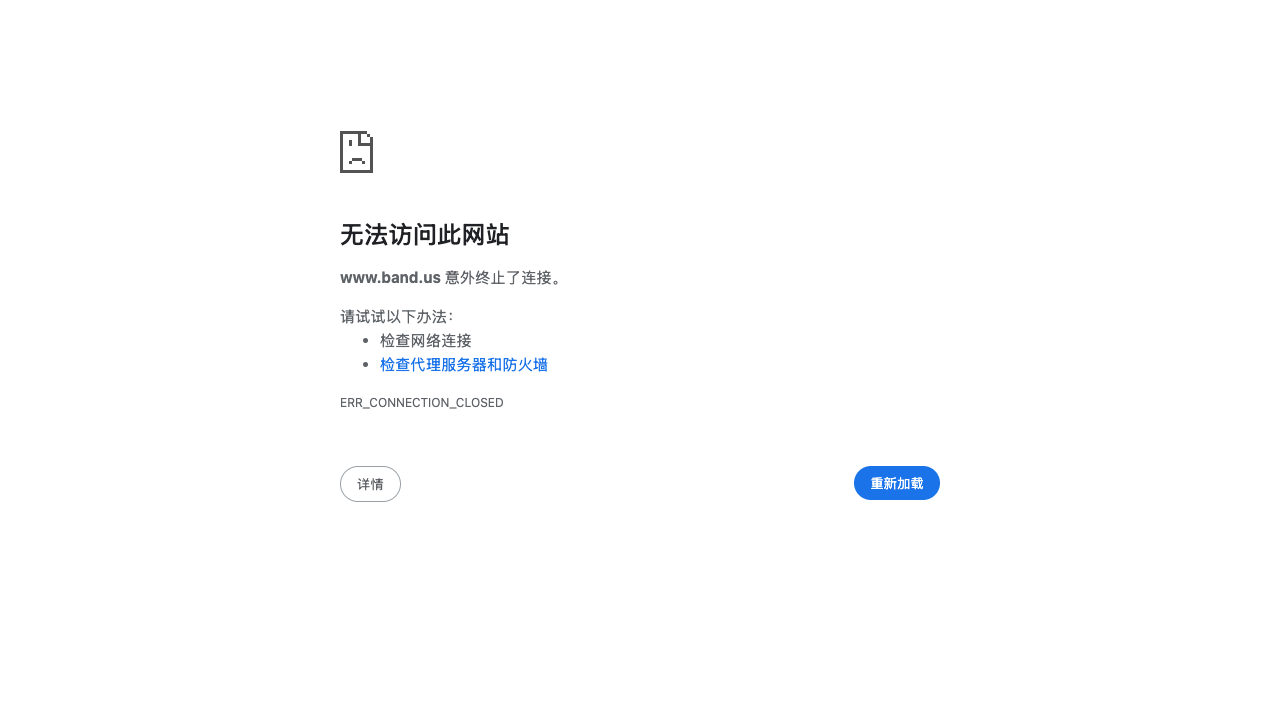 无法访问此网站
www.band.us 意外终止了连接。
请试试以下办法：
检查网络连接
检查代理服务器和防火墙
ERR_CONNECTION_CLOSED
详情
重新加载